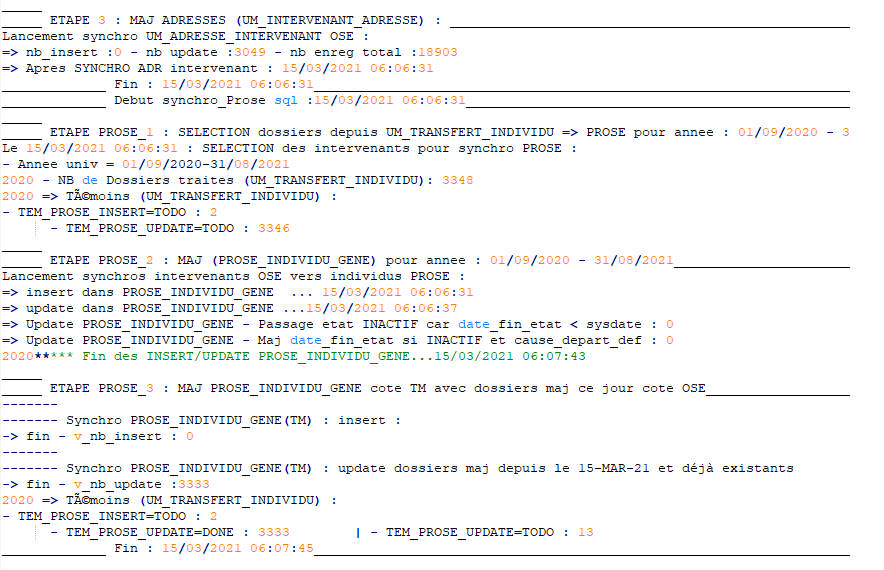 _____ ETAPE 3 : MAJ ADRESSES (UM_INTERVENANT_ADRESSE) : __________________________________________________
Lancement synchro UM_ADRESSE_INTERVENANT OSE :
=> nb_insert :0 - nb update :3049 - nb enreg total :18903
=> Apres SYNCHRO ADR intervenant : 15/03/2021 06:06:31
_____________ Fin : 15/03/2021 06:06:31___________________________________________________________________
_____________ Debut synchro_Prose sql :15/03/2021 06:06:31________________________________________________
_____
_____ ETAPE PROSE_1 : SELECTION dossiers depuis UM_TRANSFERT_INDIVIDU => PROSE pour annee : 01/09/2020 - 3
Le 15/03/2021 06:06:31 : SELECTION des intervenants pour synchro PROSE :
- Annee univ = 01/09/2020-31/08/2021
2020 - NB de Dossiers traites (UM_TRANSFERT_INDIVIDU): 3348
2020 => TÃ©moins (UM_TRANSFERT_INDIVIDU) :
- TEM_PROSE_INSERT=TODO : 2
- TEM_PROSE_UPDATE=TODO : 3346
_____
_____ ETAPE PROSE_2 : MAJ (PROSE_INDIVIDU_GENE) pour annee : 01/09/2020 - 31/08/2021______________________
Lancement synchros intervenants OSE vers individus PROSE :
=> insert dans PROSE_INDIVIDU_GENE  ... 15/03/2021 06:06:31
=> update dans PROSE_INDIVIDU_GENE ...15/03/2021 06:06:37
=> Update PROSE_INDIVIDU_GENE - Passage etat INACTIF car date_fin_etat < sysdate : 0
=> Update PROSE_INDIVIDU_GENE - Maj date_fin_etat si INACTIF et cause_depart_def : 0
2020***** Fin des INSERT/UPDATE PROSE_INDIVIDU_GENE...15/03/2021 06:07:43
_____
_____ ETAPE PROSE_3 : MAJ PROSE_INDIVIDU_GENE cote TM avec dossiers maj ce jour cote OSE__________________
-------
------- Synchro PROSE_INDIVIDU_GENE(TM) : insert :
-> fin - v_nb_insert : 0
-------
------- Synchro PROSE_INDIVIDU_GENE(TM) : update dossiers maj depuis le 15-MAR-21 et déjà existants
-> fin - v_nb_update :3333
2020 => TÃ©moins (UM_TRANSFERT_INDIVIDU) :
- TEM_PROSE_INSERT=TODO : 2
- TEM_PROSE_UPDATE=DONE : 3333 | - TEM_PROSE_UPDATE=TODO : 13
_____________ Fin : 15/03/2021 06:07:45___________________________________________________________________